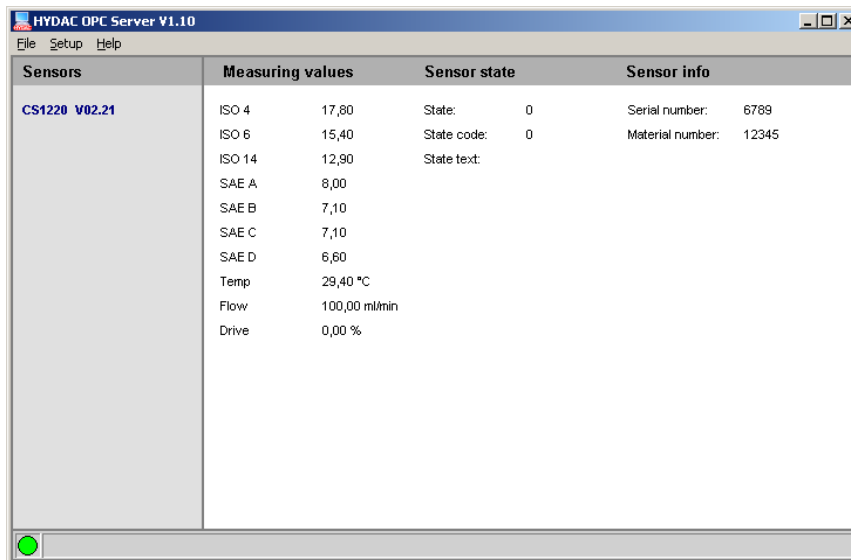 HYDAC OPC Server V1.10
File Setup Help
Sensors Measuring values Sensor state Sensor info
CS1220 V02.21 ISO 4 17,80 State: 0 Serial number: 6789
ISO 6 15,40 State code: 0 Material number: 12345
ISO 14 12,90 State text:
SAE A 8,00
SAE B 7,10
SAE C 7,10
SAE D 6,60
Temp 29,40 °C
Flow 100,00 ml/min
Drive 0,00 %